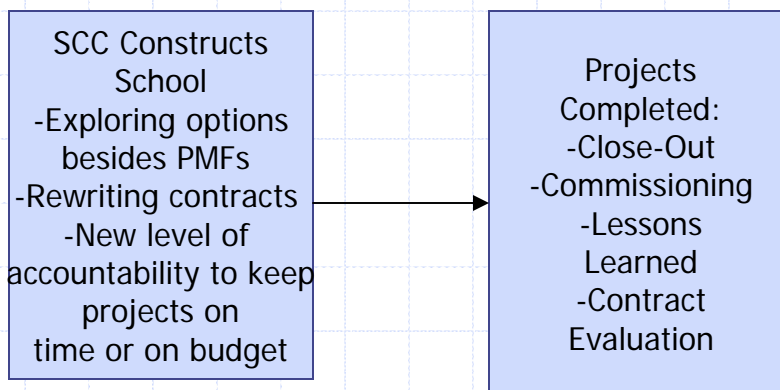 SCC Constructs
School
-Exploring options
besides PMFs
-Rewriting contracts
-New level of
accountability to keep
projects on
time or on budget
Projects
Completed:
-Close-Out
-Commissioning
-Lessons
Learned
-Contract
Evaluation